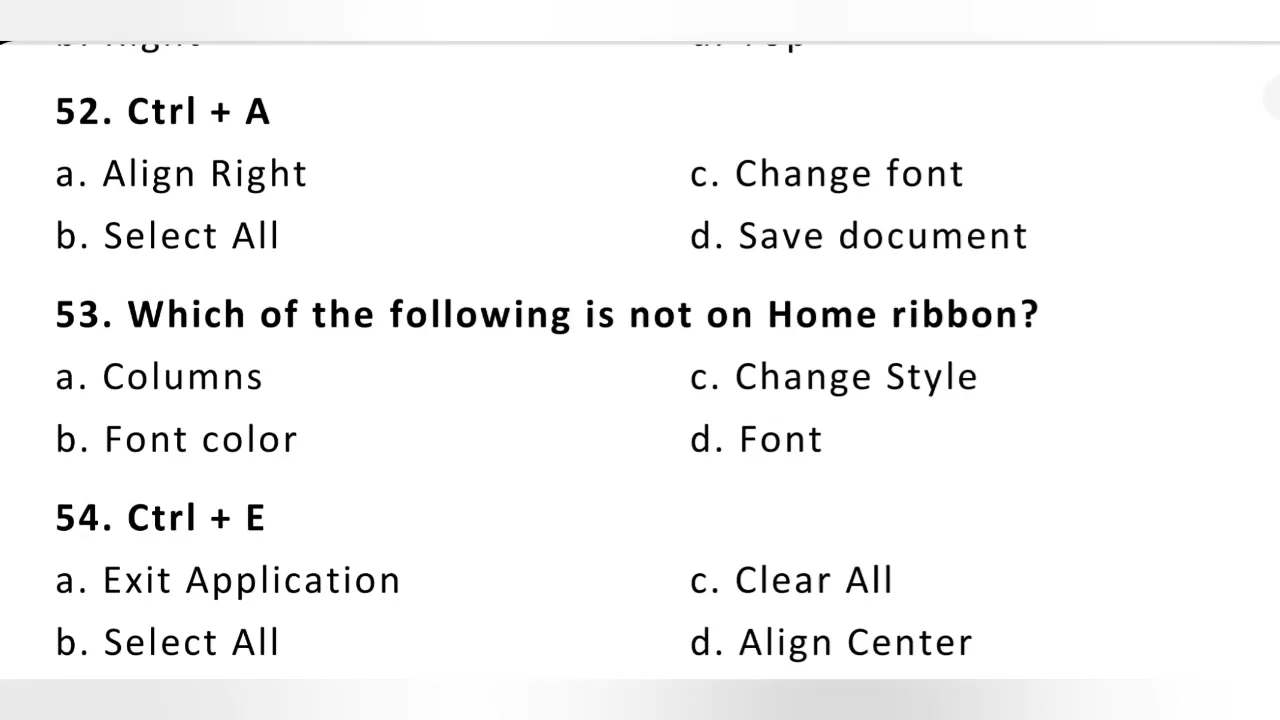 52. Ctrl + A
a. Align Right
c. Change font
b. Select All
d. Save document
53. Which of the following is not on Home ribbon?
a. Columns
c. Change Style
b. Font color
d. Font
54. Ctrl + E
a. Exit Application
c. Clear All
b. Select All
d. Align Center